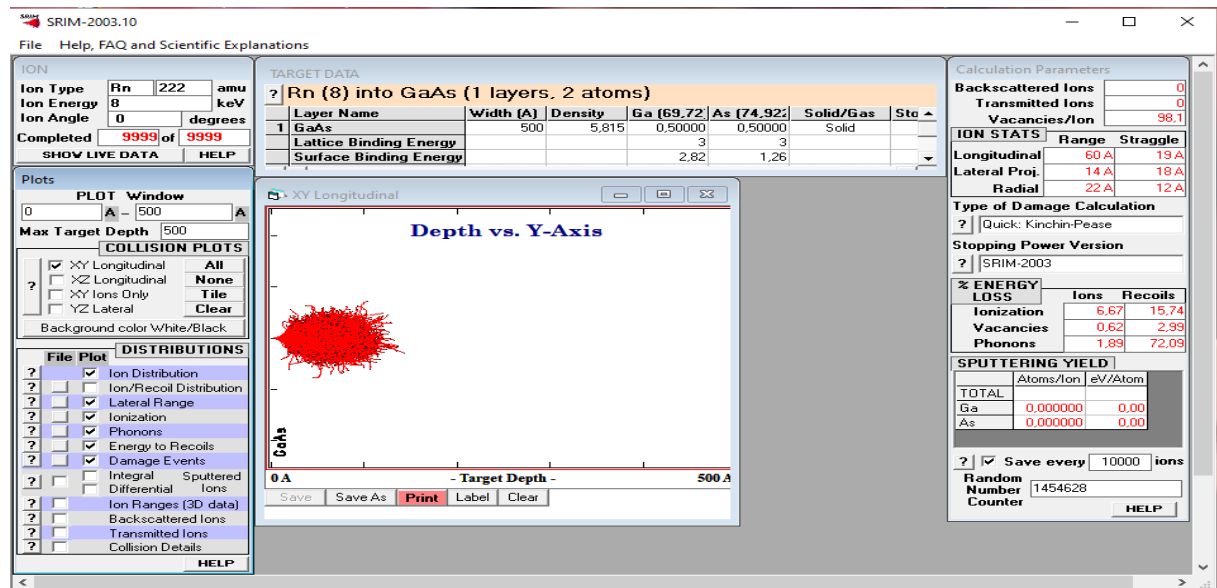 SRIM-2003.10
File Help, FAQ and Scientific Explanations
ION
Ion Type Rn 222 amu
Ion Energy 8 keV
Ion Angle 0 degrees
Completed 9999 of 9999
SHOW LIVE DATA HELP
Plots
PLOT Window
0 A - 500 A
Max Target Depth 500
COLLISION PLOTS
XY Longitudinal All
? XZ Longitudinal None
XY Ions Only Tile
YZ Lateral Clear
Background color White/Black
File Plot DISTRIBUTIONS
? Ion Distribution
? Ion/Recoil Distribution
? Lateral Range
? Ionization
? Phonons
? Energy to Recoils
? Damage Events
? Integral Sputtered
Differential Ions
? Ion Ranges (3D data)
? Backscattered Ions
? Transmitted Ions
? Collision Details
HELP
TARGET DATA
? Rn (8) into GaAs (1 layers, 2 atoms)
Layer Name Width (A) Density Ga (69,72 As (74,922 Solid/Gas Sto
1 GaAs 500 5,815 0,50000 0,50000 Solid
Lattice Binding Energy 3 3
Surface Binding Energy 2,82 1,26
XY Longitudinal
Depth vs. Y-Axis
GaAs
0 A - Target Depth - 500 A
Save Save As Print Label Clear
Calculation Parameters
Backscattered Ions 0
Transmitted Ions 0
Vacancies/Ion 98,1
ION STATS Range Straggle
Longitudinal 60 A 19 A
Lateral Proj. 14 A 18 A
Radial 22 A 12 A
Type of Damage Calculation
? Quick: Kinchin-Pease
Stopping Power Version
? SRIM-2003
% ENERGY LOSS Ions Recoils
Ionization 6,67 15,74
Vacancies 0,62 2,99
Phonons 1,89 72,09
SPUTTERING YIELD
Atoms/Ion eV/Atom
TOTAL
Ga 0,000000 0,00
As 0,000000 0,00
? Save every 10000 ions
Random
Number 1454628
Counter
HELP